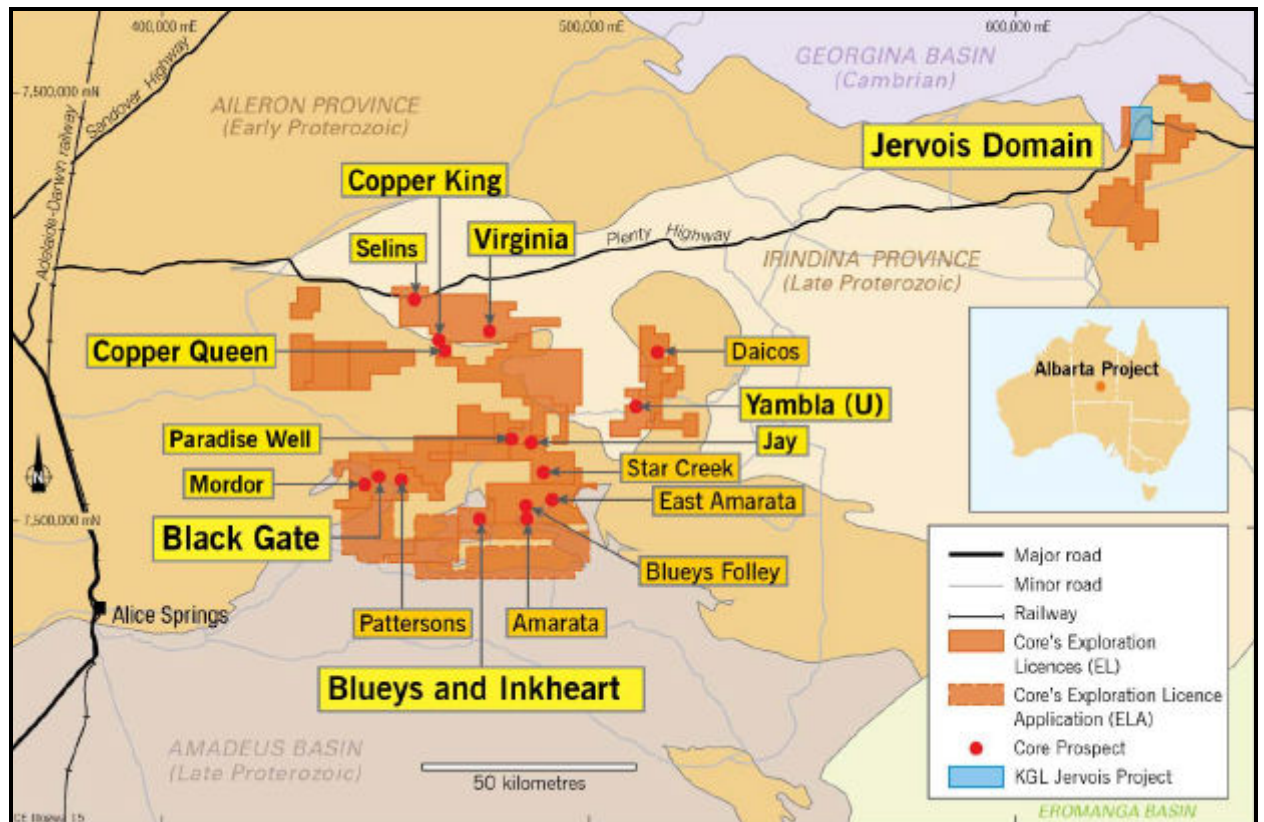 400,000 mE
500,000 mE
600,000 mE
7,500,000 mN
Sandover Highway
Adelaide-Darwin railway
AILERON PROVINCE
(Early Proterozoic)
GEORGINA BASIN
(Cambrian)
Jervois Domain
Copper King
Selins
Virginia
Plenty Highway
IRINDINA PROVINCE
(Late Proterozoic)
Copper Queen
Daicos
Albarta Project
Yambla (U)
Paradise Well
Jay
Star Creek
Mordor
East Amarata
7,500,000 mN
Black Gate
Blueys Folley
Alice Springs
Pattersons
Amarata
Blueys and Inkheart
AMADEUS BASIN
(Late Proterozoic)
50 kilometres
Major road
Minor road
Railway
Core's Exploration
Licences (EL)
Core's Exploration Licence
Application (ELA)
Core Prospect
KGL Jervois Project
EROMANGA BASIN
N